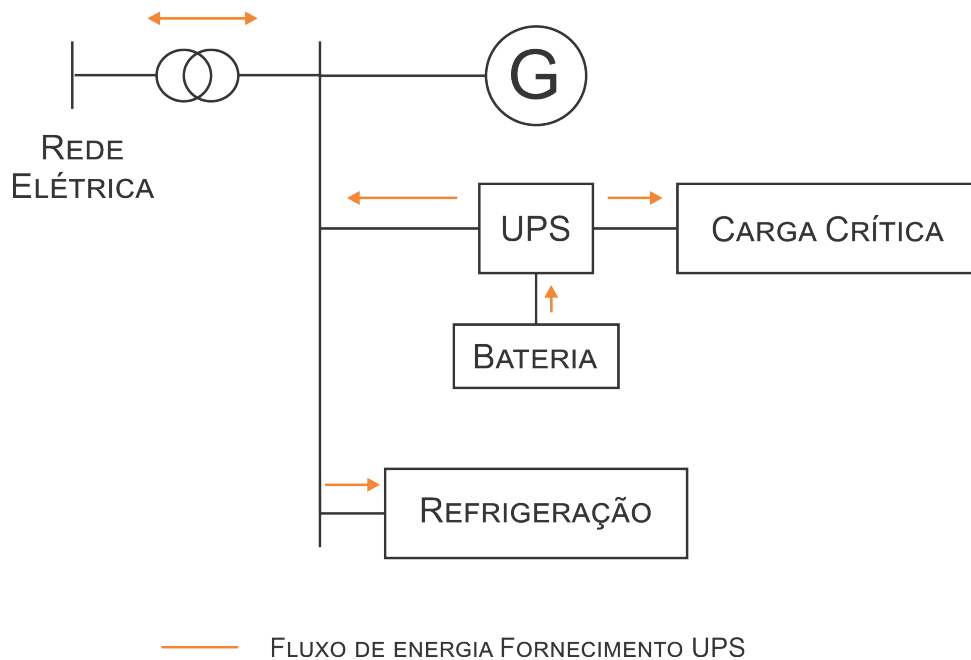 G
REDE
ELÉTRICA
UPS
CARGA CRÍTICA
BATERIA
REFRIGERAÇÃO
FLUXO DE ENERGIA FORNECIMENTO UPS